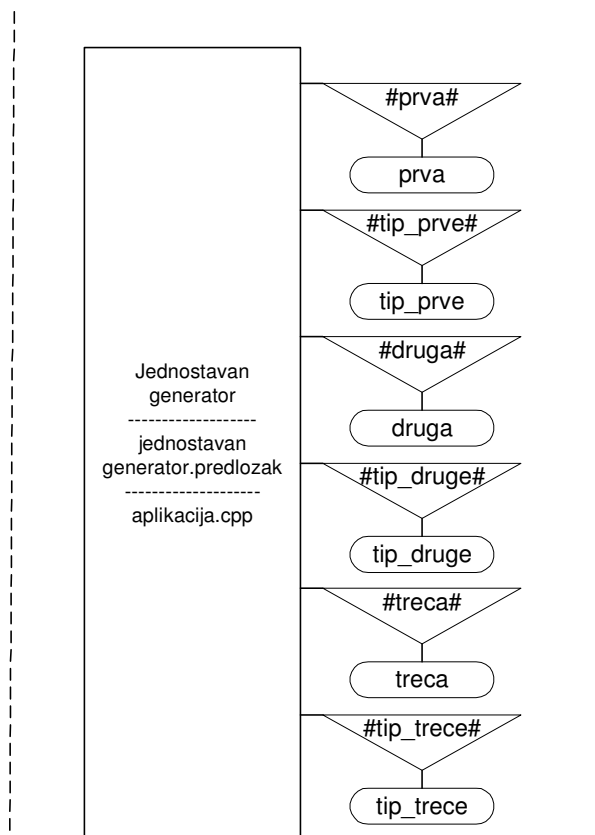 Jednostavan
generator
-------------------
jednostavan
generator.predlozak
--------------------
aplikacija.cpp
#prva#
prva
#tip_prve#
tip_prve
#druga#
druga
#tip_druge#
tip_druge
#treca#
treca
#tip_trece#
tip_trece